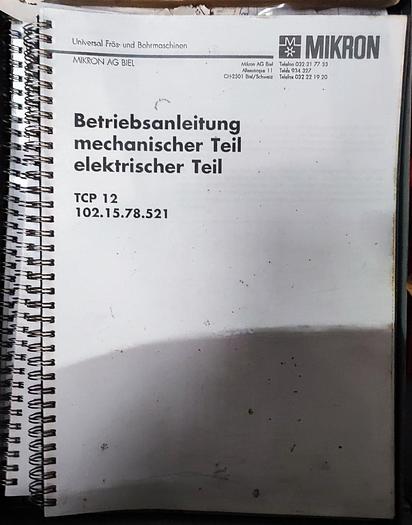 Universal Fräs- und Bohrmaschinen
MIKRON
MIKRON AG BIEL
Mikron AG Biel Telefon 032 21 77 33
Allenstrasse 11 Telex 934 227
CH-2501 Biel/Schweiz Telefax 032 22 19 20
Betriebsanleitung
mechanischer Teil
elektrischer Teil
TCP 12
102.15.78.521